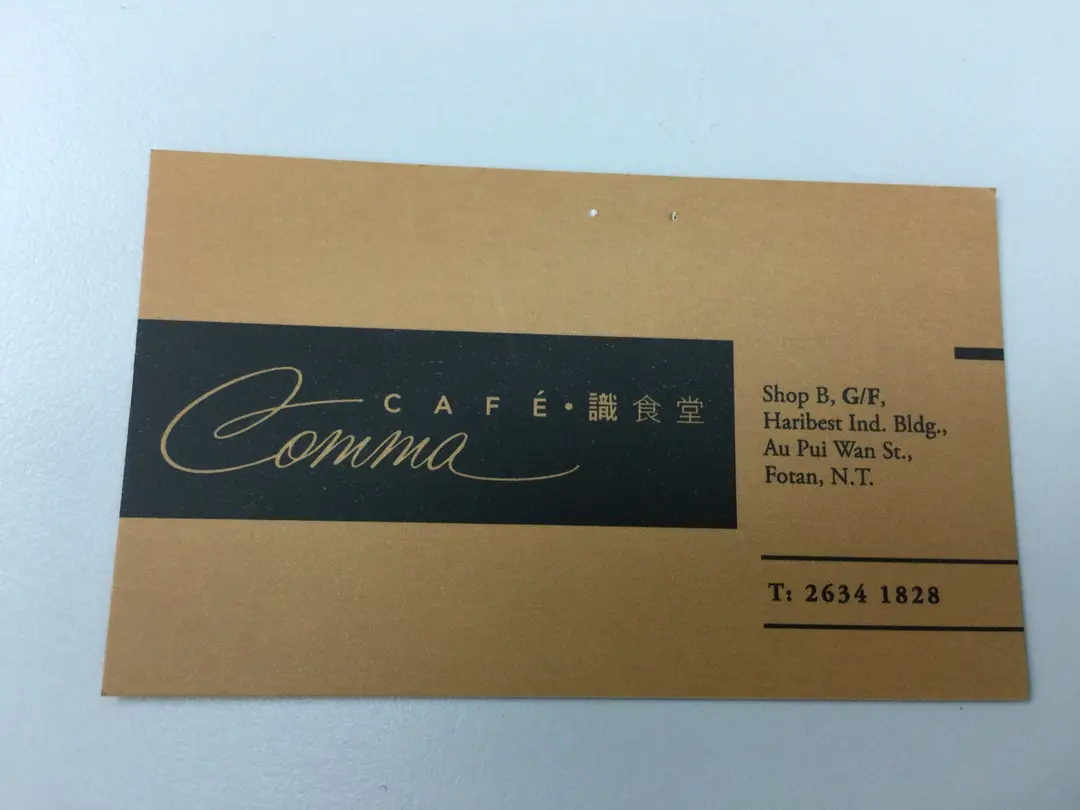 CAFÉ•識食堂
Comma
Shop B, G/F,
Haribest Ind. Bldg.,
Au Pui Wan St.,
Fotan, N.T.
T: 2634 1828